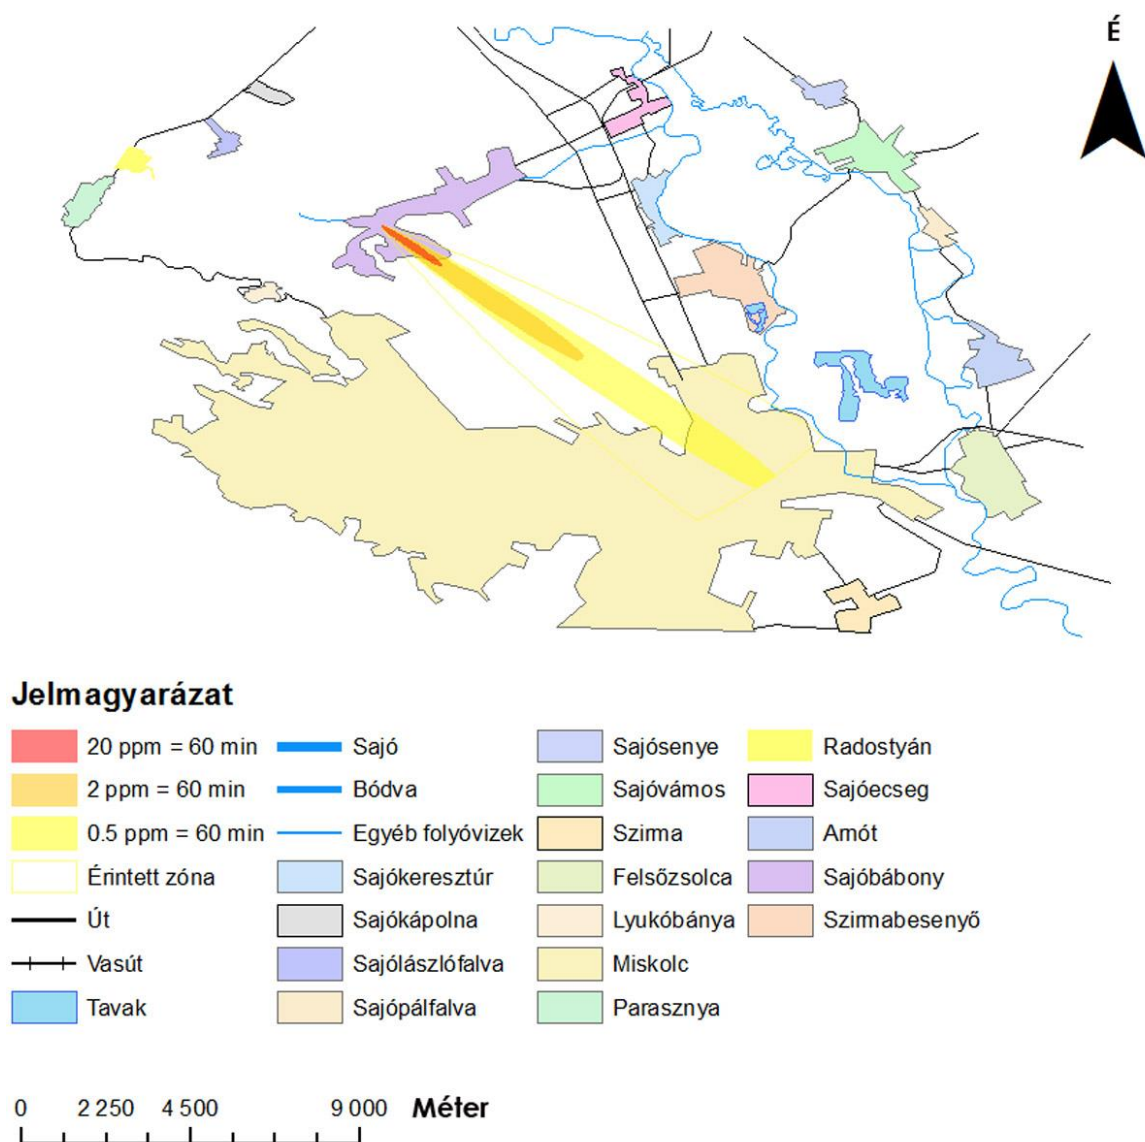 É
Jelmagyarázat
20 ppm = 60 min
2 ppm = 60 min
0.5 ppm = 60 min
Érintett zóna
Út
Vasút
Tavak
Sajó
Bódva
Egyéb folyóvizek
Sajókeresztúr
Sajókápolna
Sajólászlófalva
Sajópálfalva
Sajósenye
Sajóvámos
Szirma
Felsőzsolca
Lyukóbánya
Miskolc
Parasznya
Radostyán
Sajóecseg
Amót
Sajóbábony
Szirmabesenyő
0 2 250 4 500 9 000 Méter